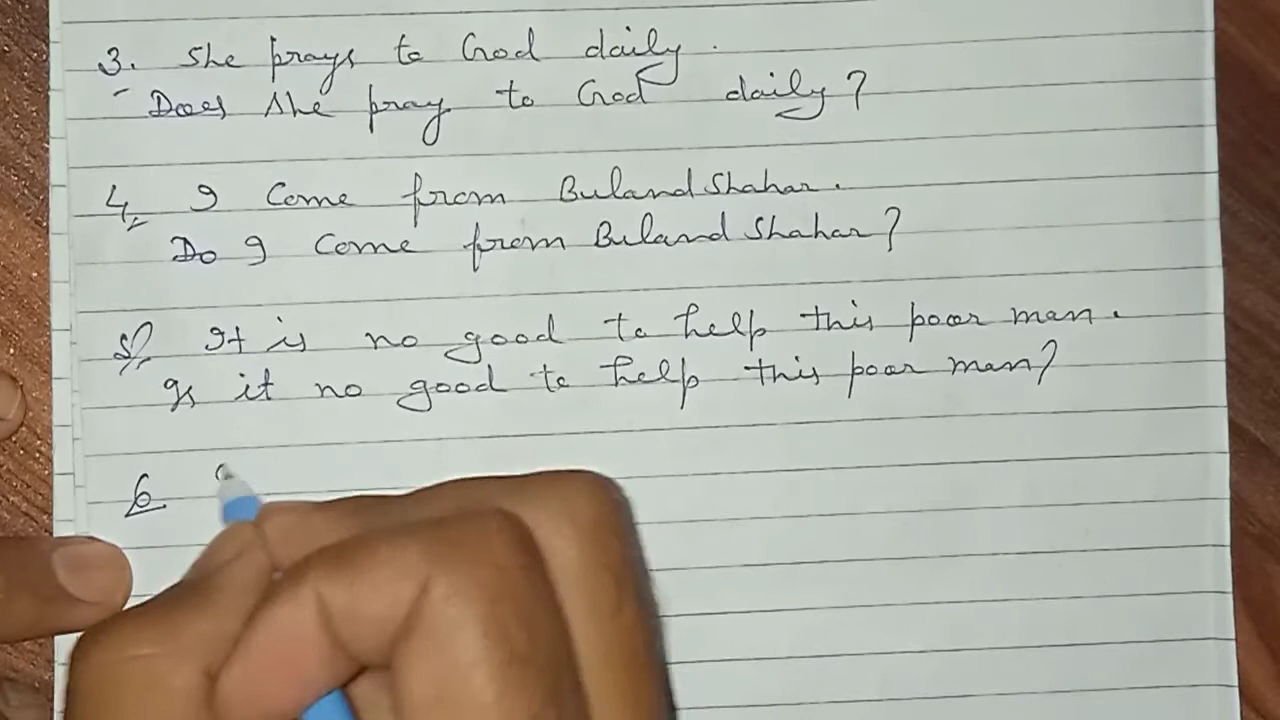 3. She prays to God daily.
- Does she pray to God daily?
4, I Come from BulandShahar.
Do I Come from BulandShahar?
5, It is no good to help this poor man.
Is it no good to help this poor man?
6